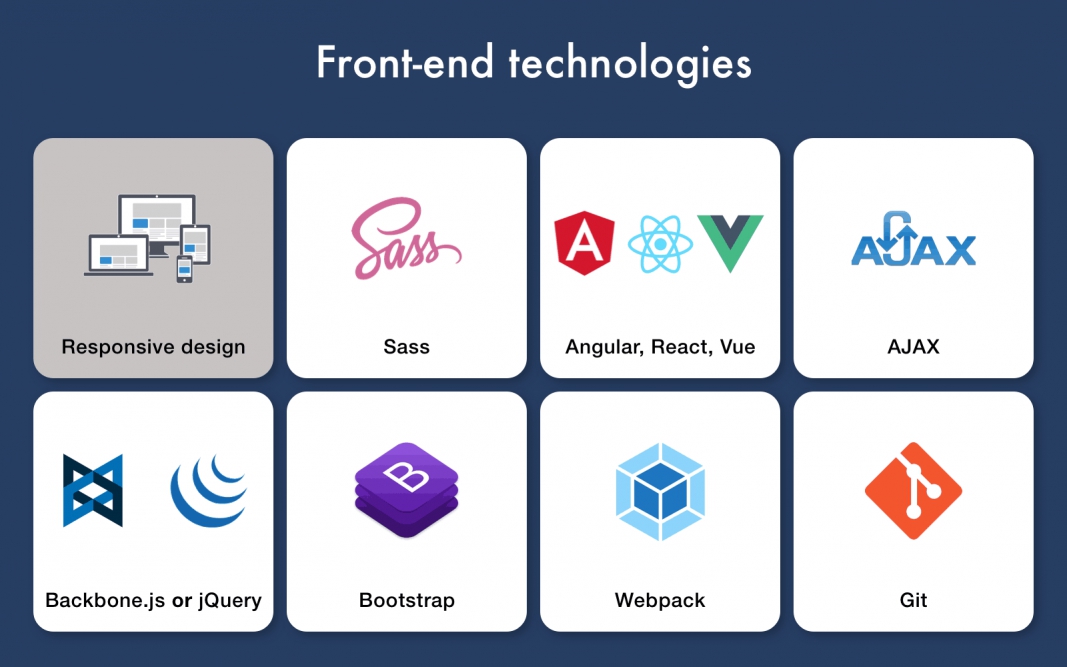 Front-end technologies
Responsive design
Sass
Sass
A
Angular, React, Vue
AJAX
AJAX
Backbone.js or jQuery
B
Bootstrap
Webpack
Git